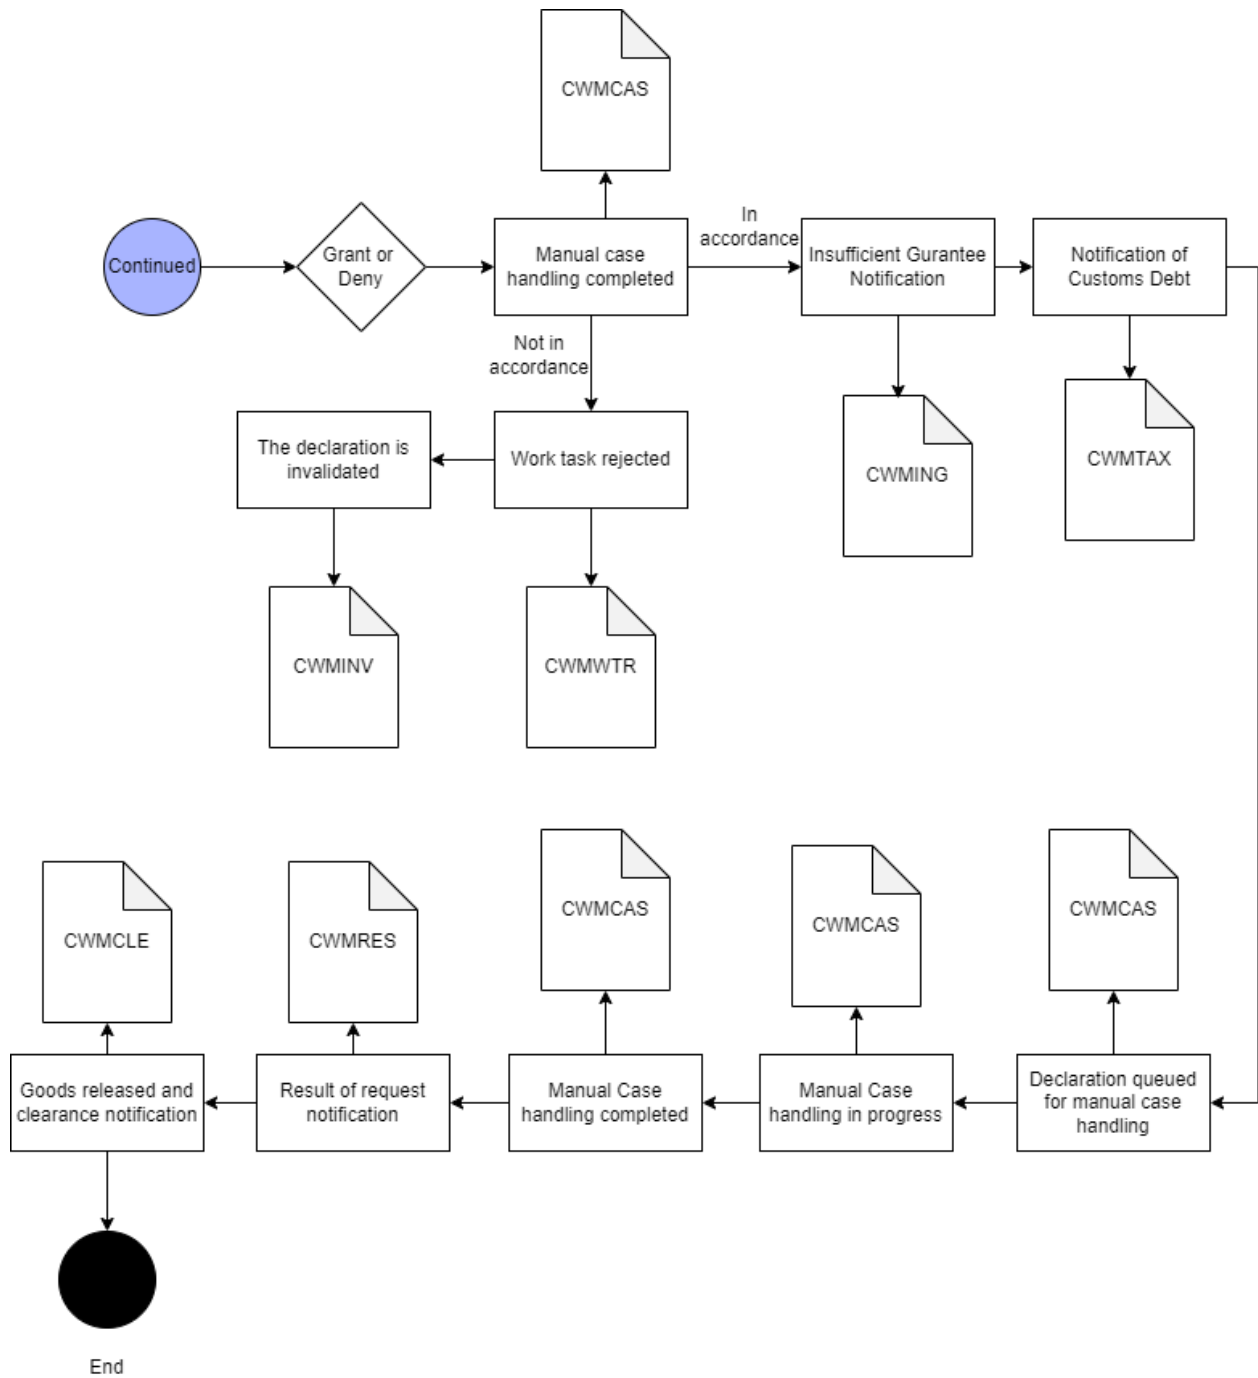 CWMCAS
Continued
Grant or
Deny
Manual case
handling completed
In
accordance
Insufficient Gurantee
Notification
Notification of
Customs Debt
Not in
accordance
The declaration is
invalidated
Work task rejected
CWMING
CWMTAX
CWMINV
CWMWTR
CWMCLE
CWMRES
CWMCAS
CWMCAS
CWMCAS
Goods released and
clearance notification
Result of request
notification
Manual Case
handling completed
Manual Case
handling in progress
Declaration queued
for manual case
handling
End